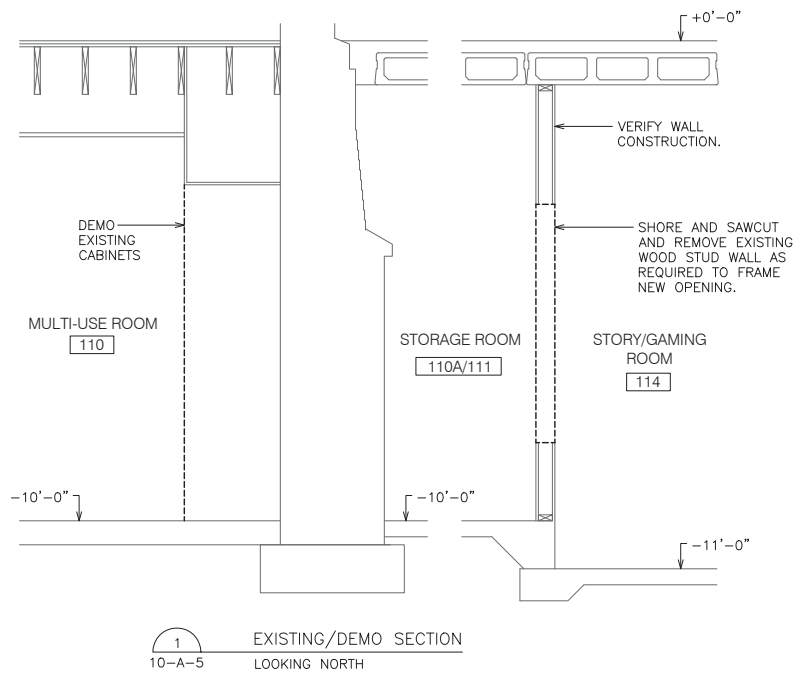 +0'-0"
VERIFY WALL
CONSTRUCTION.
DEMO
EXISTING
CABINETS
SHORE AND SAWCUT
AND REMOVE EXISTING
WOOD STUD WALL AS
REQUIRED TO FRAME
NEW OPENING.
MULTI-USE ROOM
110
STORAGE ROOM
110A/111
STORY/GAMING
ROOM
114
-10'-0"
-10'-0"
-11'-0"
1
10-A-5
EXISTING/DEMO SECTION
LOOKING NORTH